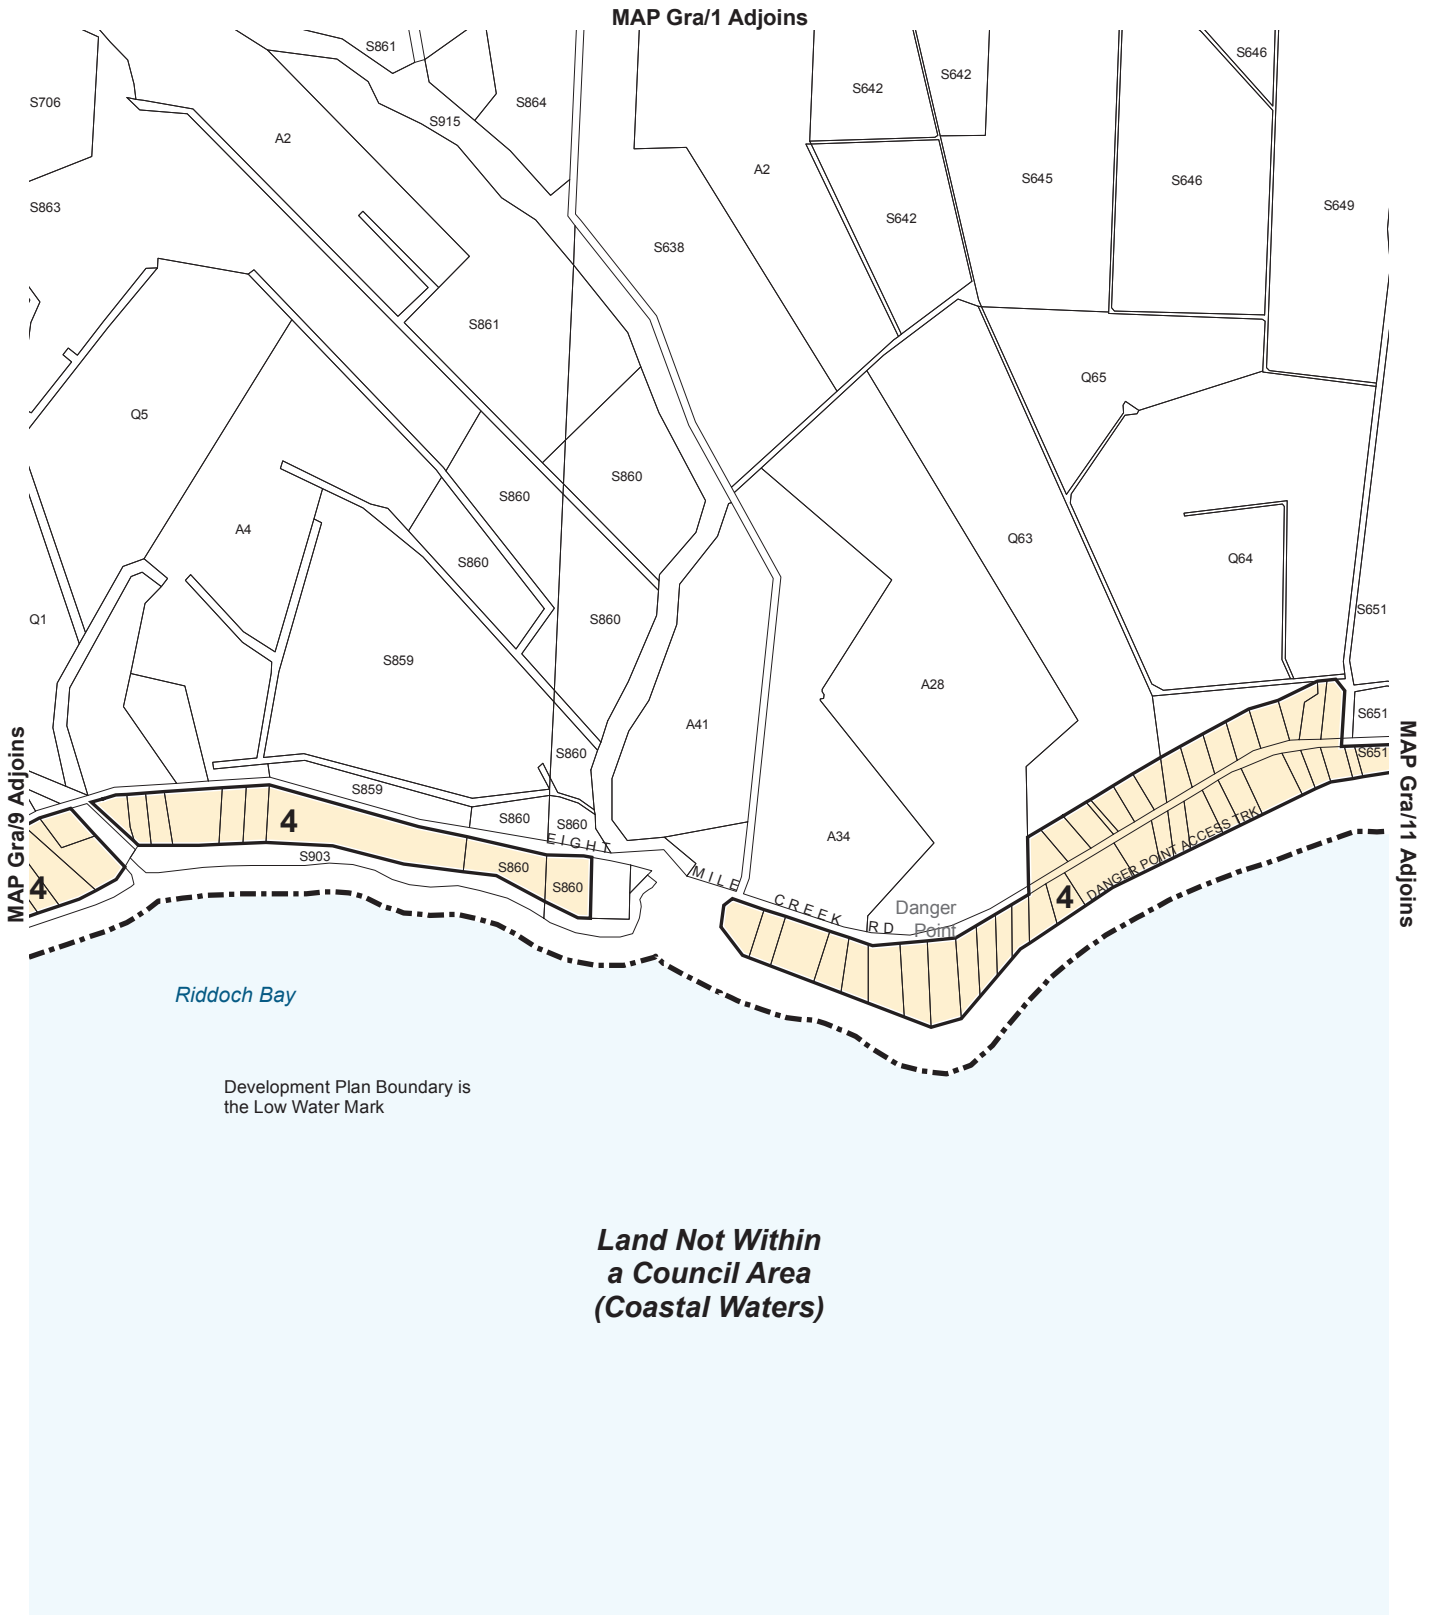 MAP Gra/1 Adjoins
S861
S646
S706
S864
S642
S642
S915
A2
A2
S645
S646
S863
S649
S642
S638
S861
Q65
Q5
S860
S860
A4
Q63
S860
Q64
Q1
S860
S651
S859
A28
A41
S651
S860
S651
MAP Gra/9 Adjoins
MAP Gra/11 Adjoins
S859
4
S860
S860
A34
EIGHT MILE CREEK RD
DANGER POINT ACCESS TRK
S903
S860
S860
4
4
Danger
Point
Riddoch Bay
Development Plan Boundary is
the Low Water Mark
Land Not Within
a Council Area
(Coastal Waters)